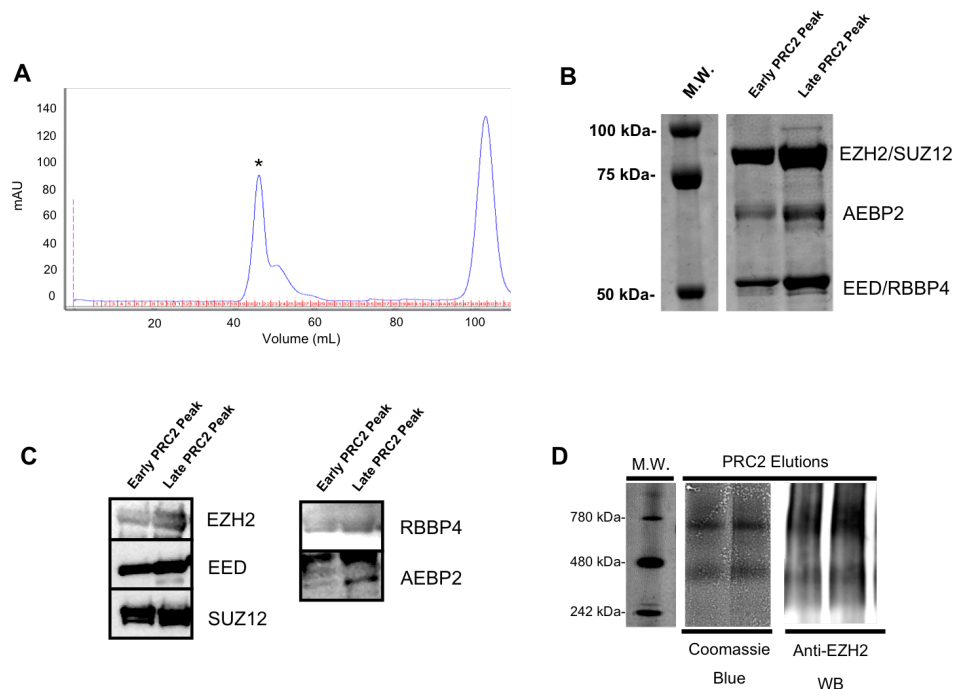 A
140
120
100
80
60
40
20
0
mAU
*
20
40
60
80
100
Volume (mL)
B
M.W.
Early PRC2 Peak
Late PRC2 Peak
100 kDa-
75 kDa-
50 kDa-
EZH2/SUZ12
AEBP2
EED/RBBP4
C
Early PRC2 Peak
Late PRC2 Peak
EZH2
EED
SUZ12
Early PRC2 Peak
Late PRC2 Peak
RBBP4
AEBP2
D
M.W.
PRC2 Elutions
780 kDa-
480 kDa-
242 kDa-
Coomassie
Blue
Anti-EZH2
WB